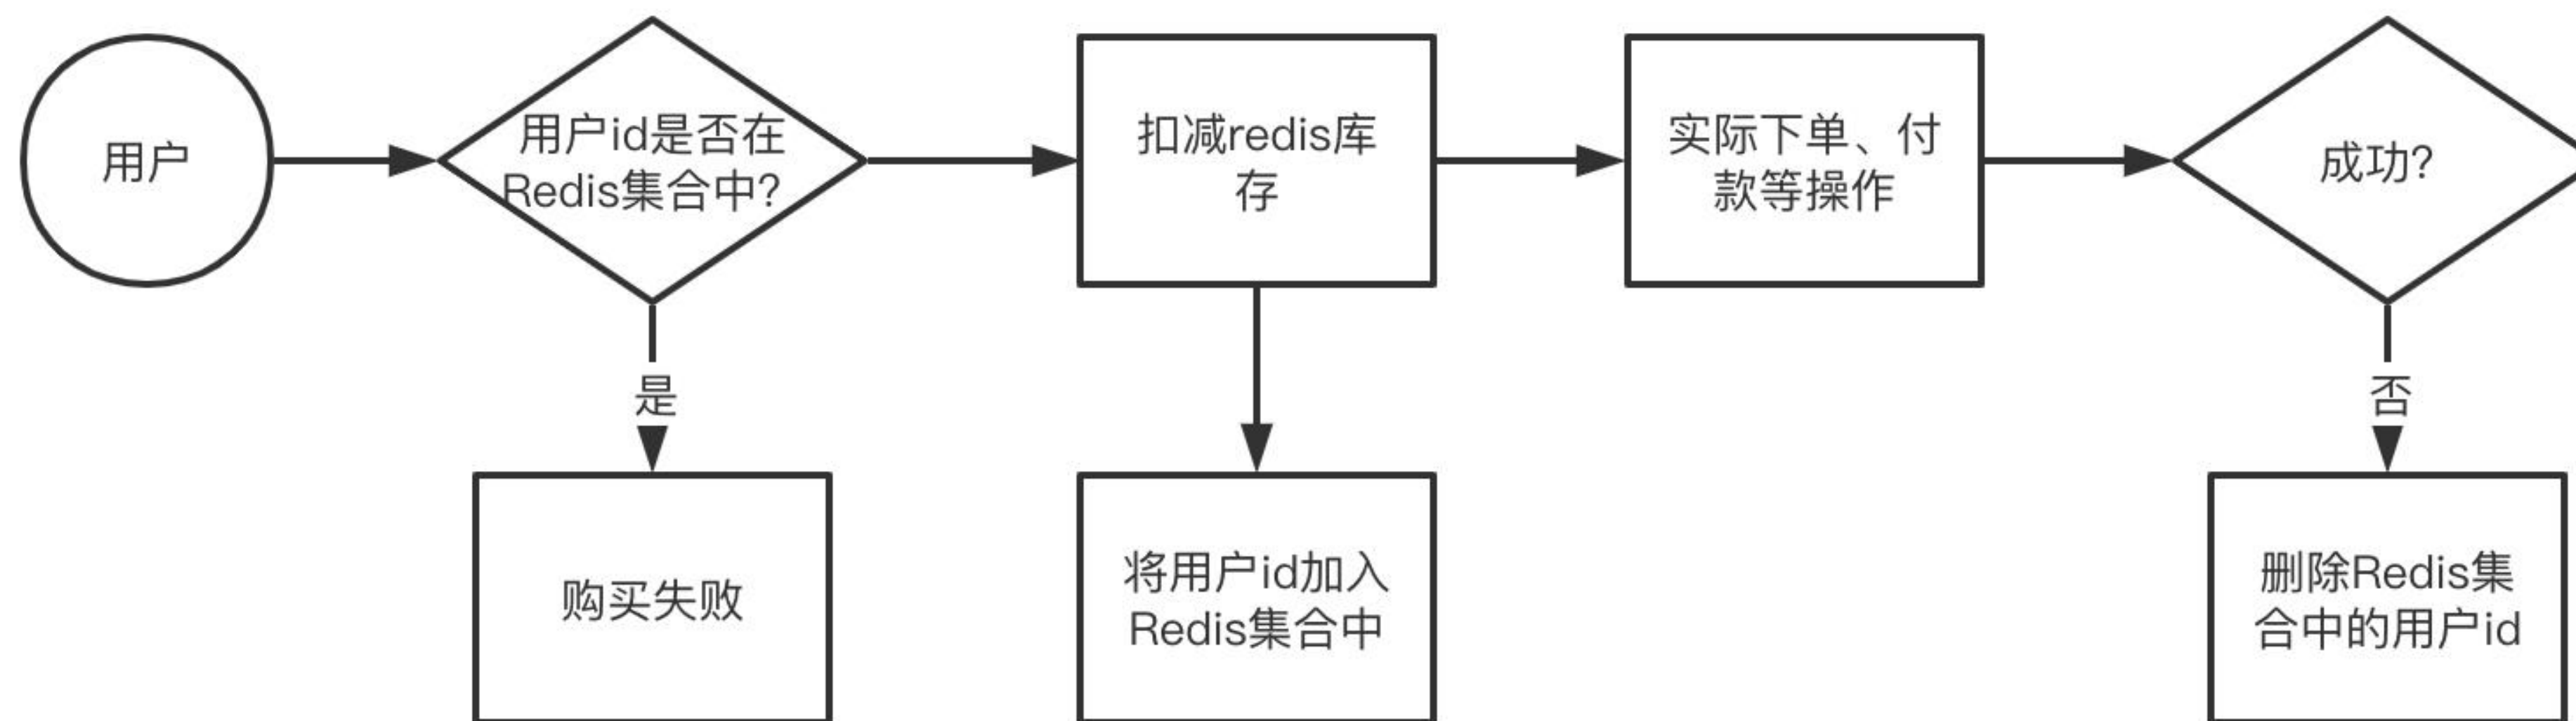 用户
用户id是否在
Redis集合中?
扣减redis库
存
实际下单、付
款等操作
成功?
是
否
购买失败
将用户id加入
Redis集合中
删除Redis集
合中的用户id